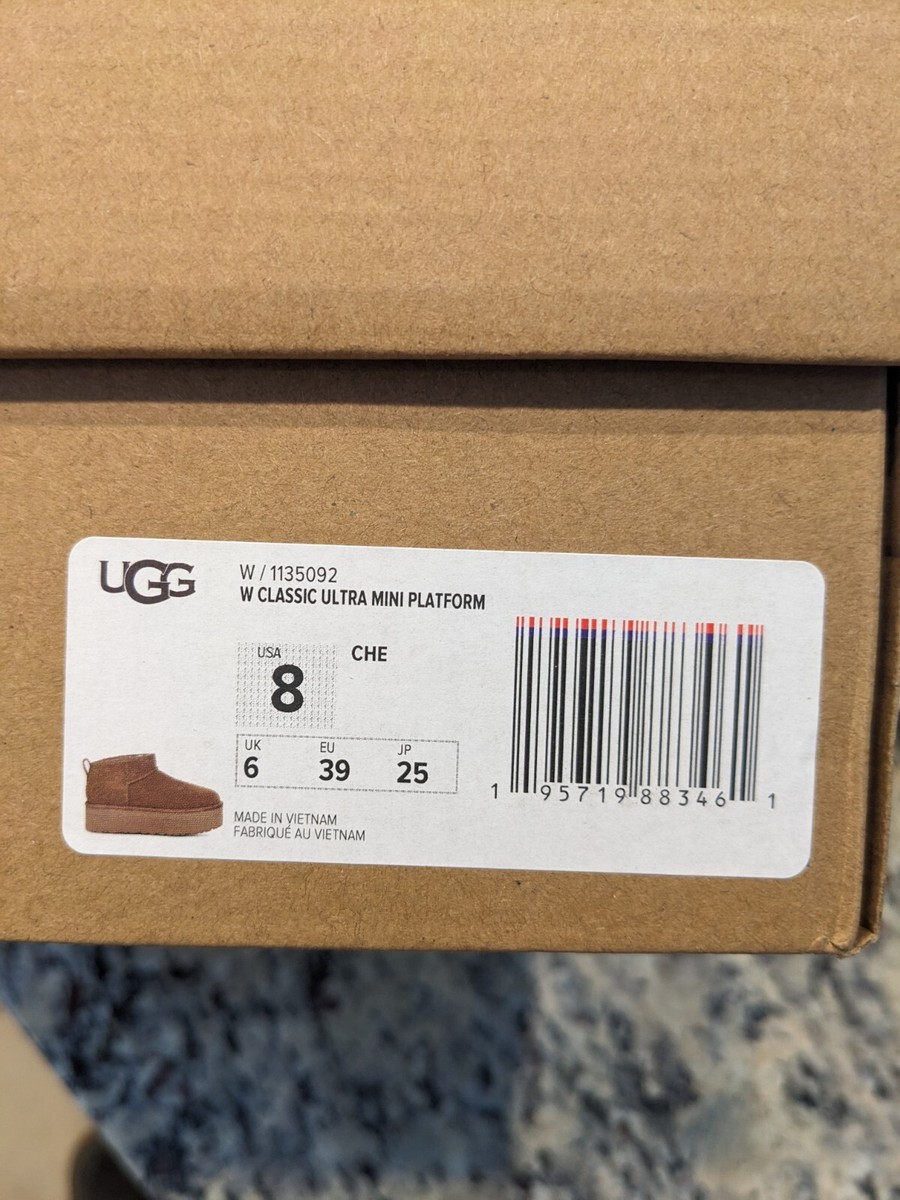 UGG
W / 1135092
W CLASSIC ULTRA MINI PLATFORM
USA
8
CHE
UK EU JP
6 39 25
MADE IN VIETNAM
FABRIQUÉ AU VIETNAM
1 95719 88346 1